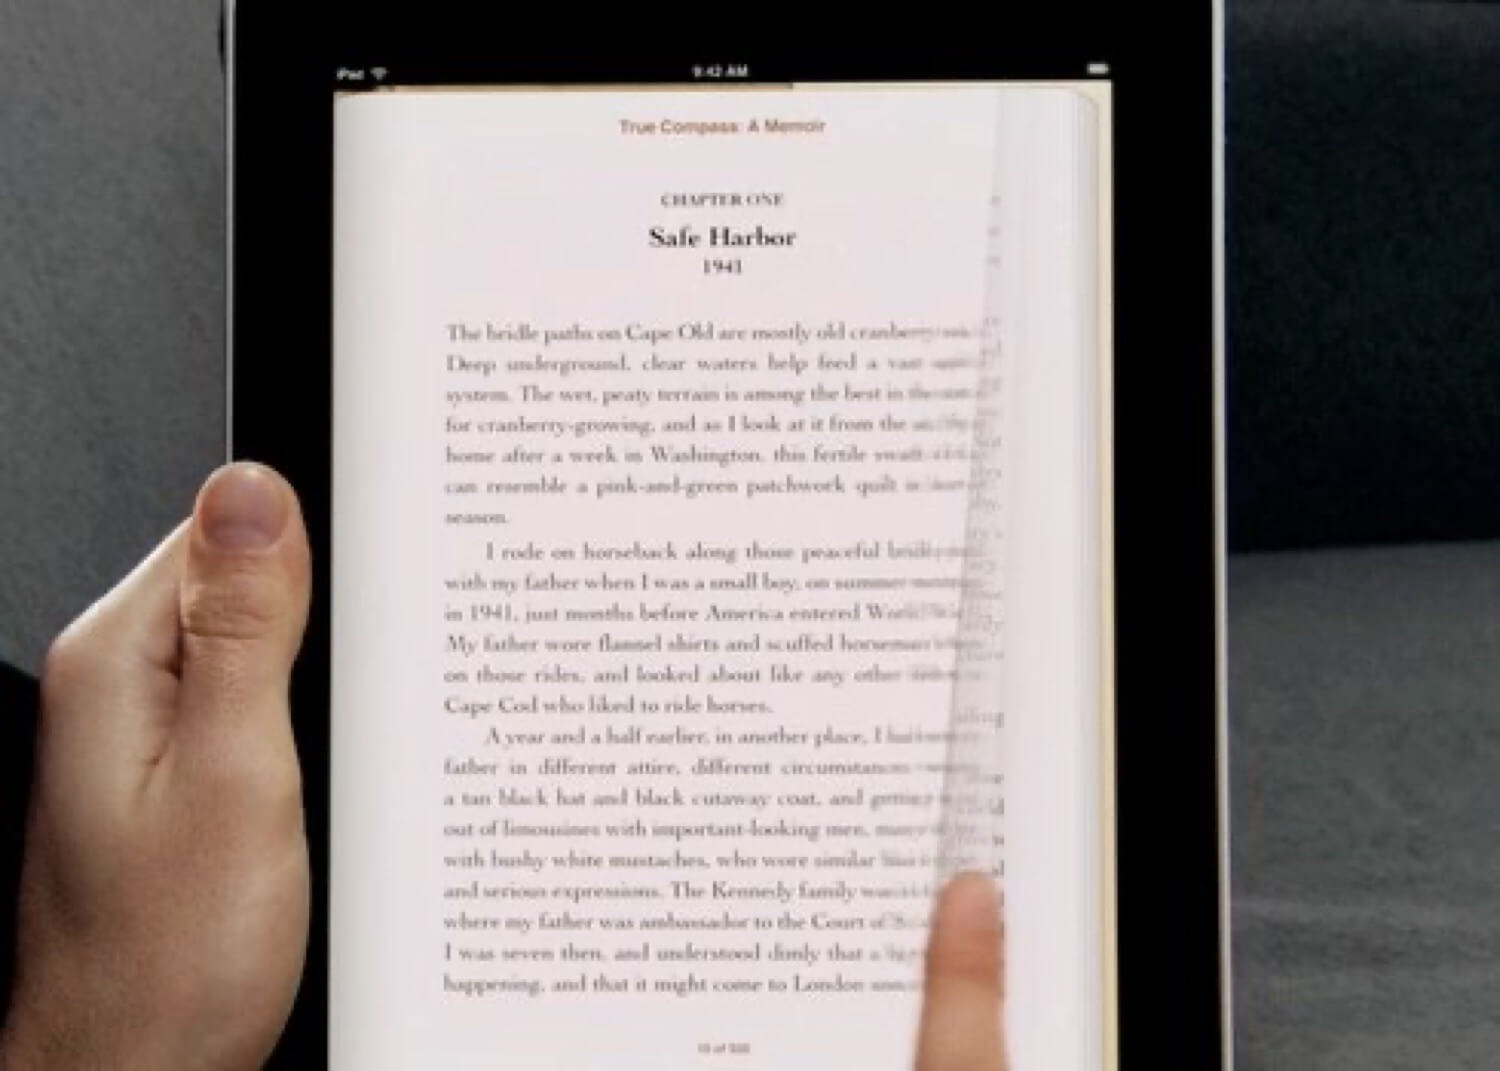 iPad
9:42 AM
True Compass: A Memoir
CHAPTER ONE
Safe Harbor
1941
The bridle paths on Cape Old are mostly old cranberry
Deep underground, clear waters help feed a vast
system. The wet, peaty terrain is among the best in the
for cranberry-growing, and as I look at it from the
home after a week in Washington, this fertile
can resemble a pink-and-green patchwork quilt
season.
I rode on horseback along those peaceful
with my father when I was a small boy, on summer
in 1941, just months before America entered World
My father wore flannel shirts and scuffed horseman
on those rides, and looked about like any other
Cape Cod who liked to ride horses.
A year and a half earlier, in another place, I
father in different attire, different circumstances
a tan black hat and black cutaway coat, and getting
out of limousines with important-looking men, many
with bushy white mustaches, who wore similar
and serious expressions. The Kennedy family was
where my father was ambassador to the Court of
I was seven then, and understood dimly that a
happening, and that it might come to London